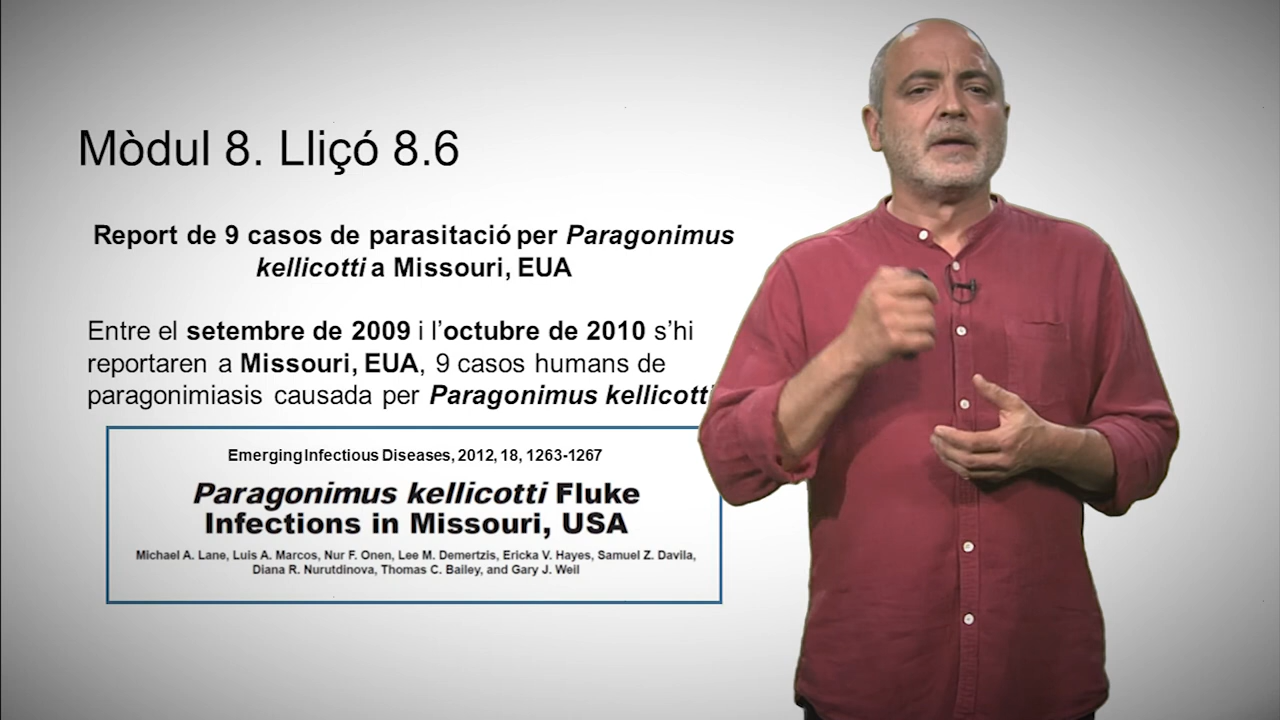 Mòdul 8. Lliçó 8.6
Report de 9 casos de parasitació per Paragonimus
kellicotti a Missouri, EUA
Entre el setembre de 2009 i l’octubre de 2010 s’hi
reportaren a Missouri, EUA, 9 casos humans de
paragonimiasis causada per Paragonimus kellicotti
Emerging Infectious Diseases, 2012, 18, 1263-1267
Paragonimus kellicotti Fluke
Infections in Missouri, USA
Michael A. Lane, Luis A. Marcos, Nur F. Onen, Lee M. Demertzis, Ericka V. Hayes, Samuel Z. Davila,
Diana R. Nurutdinova, Thomas C. Bailey, and Gary J. Weil